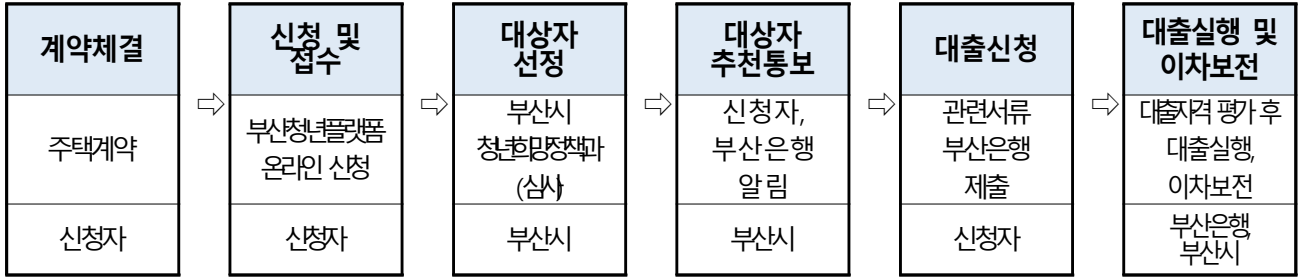 계약체결
주택계약
신청자
신청 및
접수
부산청년플랫폼
온라인 신청
신청자
대상자
선정
부산시
청년희망정책과
(심사)
부산시
대상자
추천통보
신청자,
부산은행
알림
부산시
대출신청
관련서류
부산은행
제출
신청자
대출실행 및
이차보전
대출자격 평가 후
대출실행,
이차보전
부산은행,
부산시